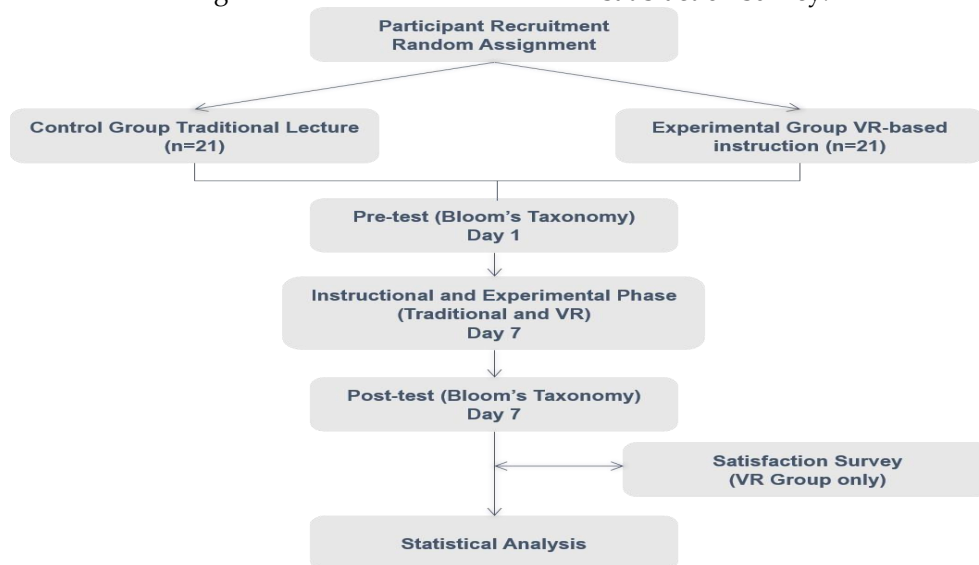 Participant Recruitment
Random Assignment
Control Group Traditional Lecture
(n=21)
Experimental Group VR-based
instruction (n=21)
Pre-test (Bloom’s Taxonomy)
Day 1
Instructional and Experimental Phase
(Traditional and VR)
Day 7
Post-test (Bloom’s Taxonomy)
Day 7
Satisfaction Survey
(VR Group only)
Statistical Analysis